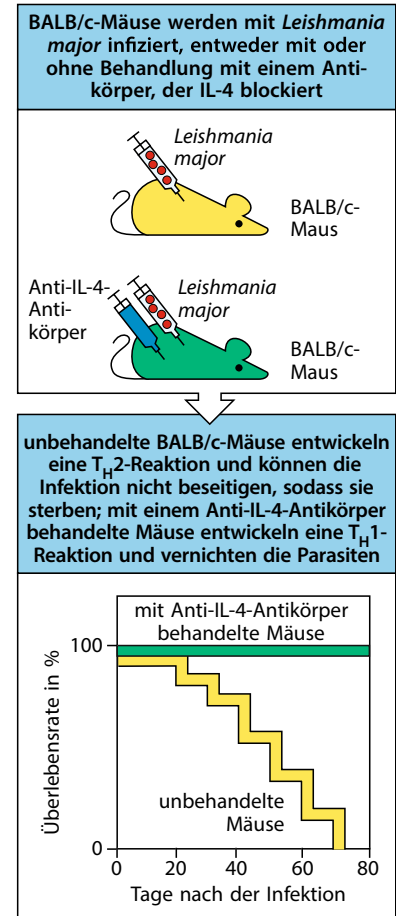 BALB/c-Mäuse werden mit Leishmania
major infiziert, entweder mit oder
ohne Behandlung mit einem Anti-
körper, der IL-4 blockiert
Leishmania
major
BALB/c-
Maus
Anti-IL-4-
Anti-
körper
Leishmania
major
BALB/c-
Maus
unbehandelte BALB/c-Mäuse entwickeln
eine TH2-Reaktion und können die
Infektion nicht beseitigen, sodass sie
sterben; mit einem Anti-IL-4-Antikörper
behandelte Mäuse entwickeln eine TH1-
Reaktion und vernichten die Parasiten
mit Anti-IL-4-Antikörper
behandelte Mäuse
100
Überlebensrate in %
unbehandelte
Mäuse
0
0 20 40 60 80
Tage nach der Infektion